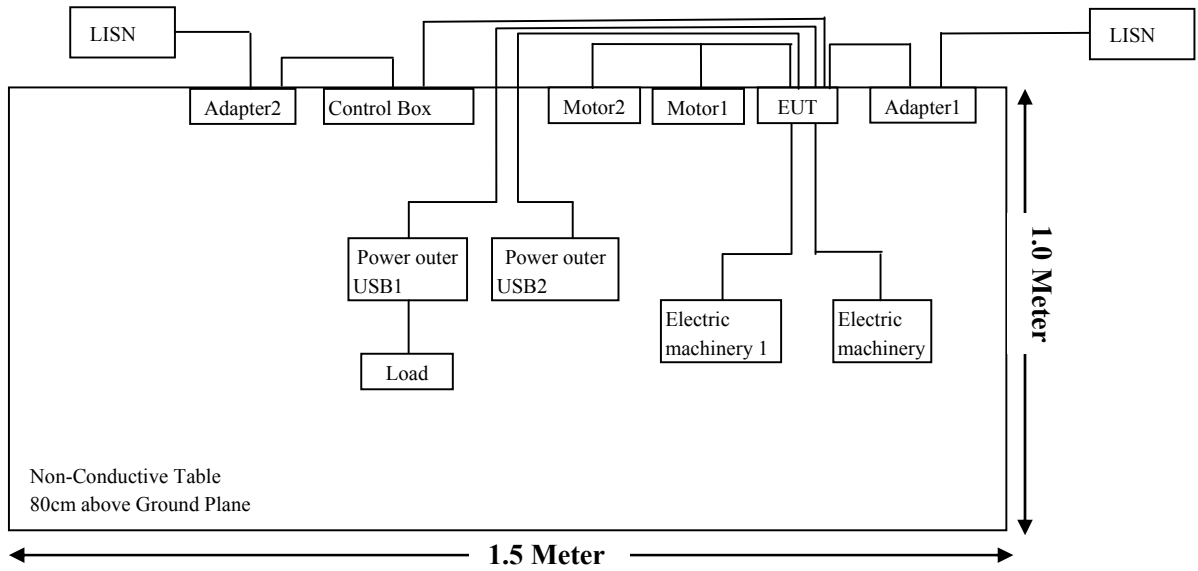 LISN
LISN
Adapter2
Control Box
Motor2
Motor1
EUT
Adapter1
Power outer
USB1
Power outer
USB2
Electric
machinery 1
Electric
machinery
Load
1.0 Meter
Non-Conductive Table
80cm above Ground Plane
1.5 Meter